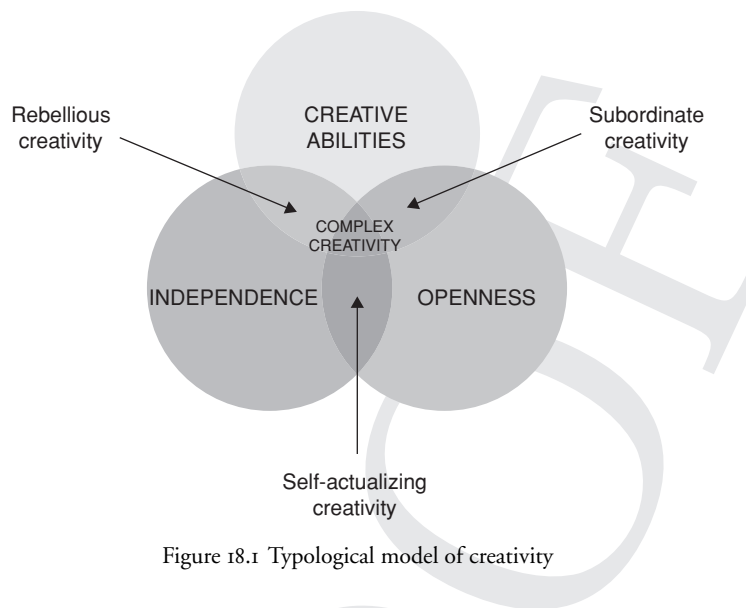 CREATIVE
ABILITIES
Rebellious
creativity
Subordinate
creativity
COMPLEX
CREATIVITY
INDEPENDENCE
OPENNESS
Self-actualizing
creativity
Figure 18.1 Typological model of creativity